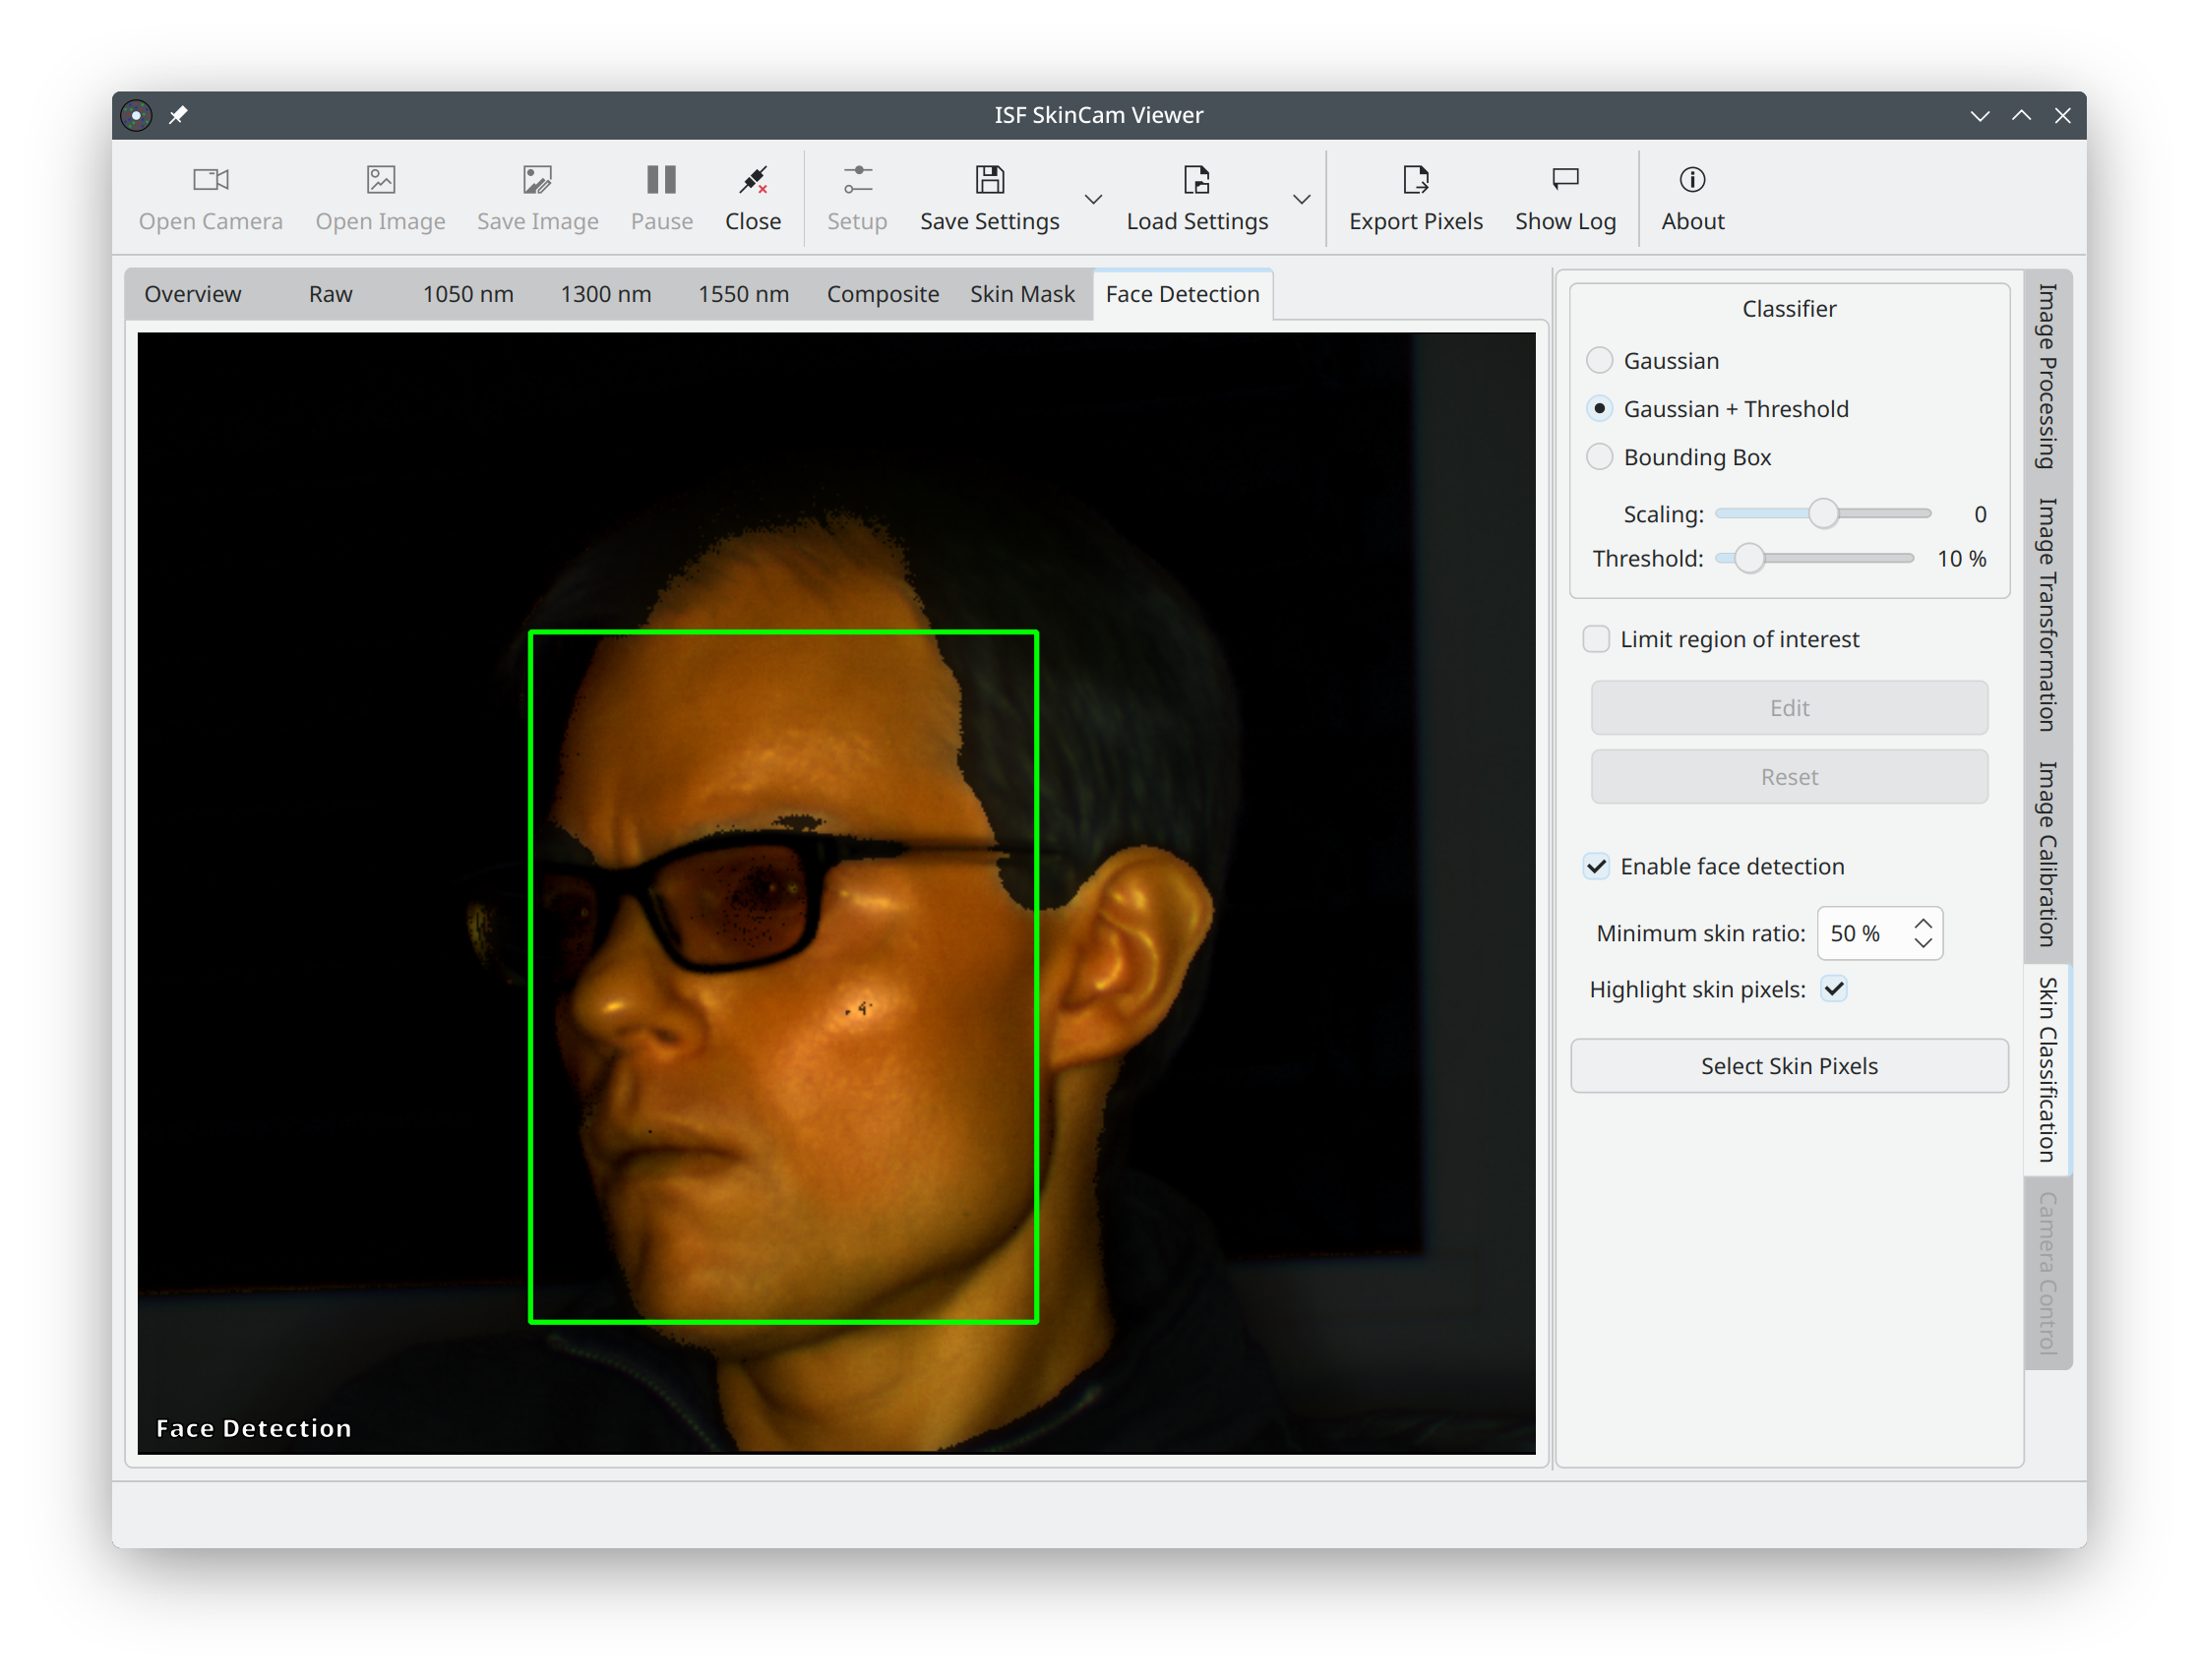 ISF SkinCam Viewer
Open Camera
Open Image
Save Image
Pause
Close
Setup
Save Settings
Load Settings
Export Pixels
Show Log
About
Overview
Raw
1050 nm
1300 nm
1550 nm
Composite
Skin Mask
Face Detection
Face Detection
Classifier
Gaussian
Gaussian + Threshold
Bounding Box
Scaling: 0
Threshold: 10 %
Limit region of interest
Edit
Reset
Enable face detection
Minimum skin ratio: 50 %
Highlight skin pixels:
Select Skin Pixels
Image Processing
Image Transformation
Image Calibration
Skin Classification
Camera Control